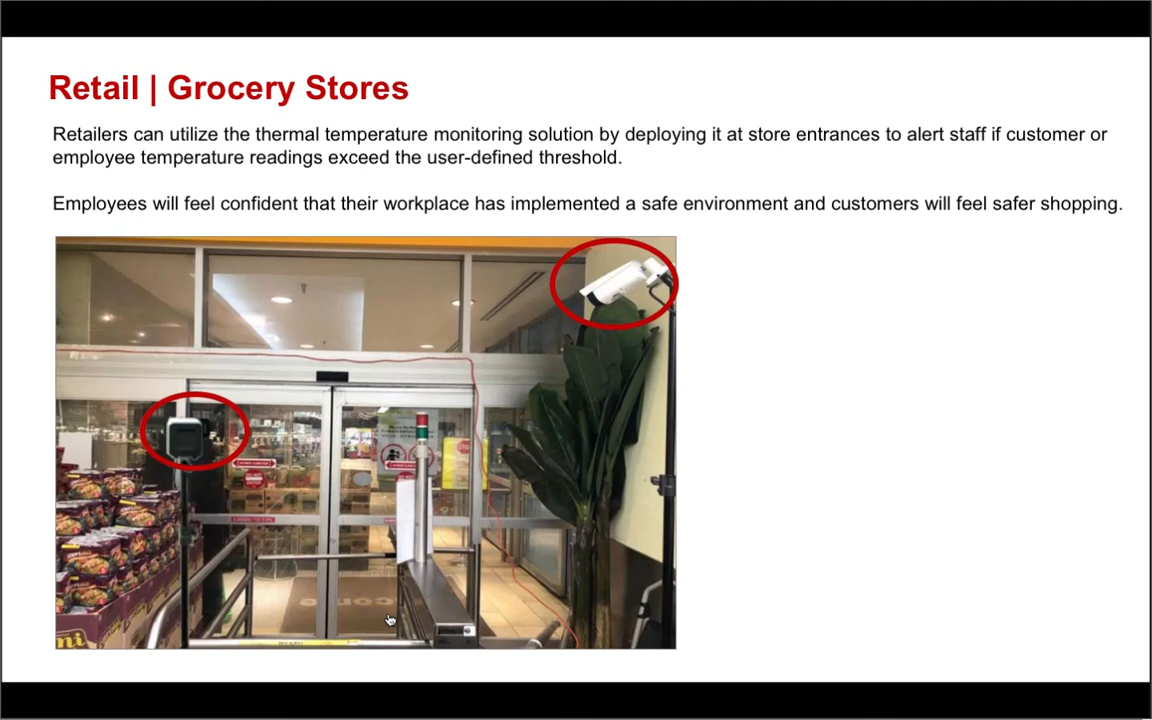 Retail | Grocery Stores
Retailers can utilize the thermal temperature monitoring solution by deploying it at store entrances to alert staff if customer or
employee temperature readings exceed the user-defined threshold.
Employees will feel confident that their workplace has implemented a safe environment and customers will feel safer shopping.